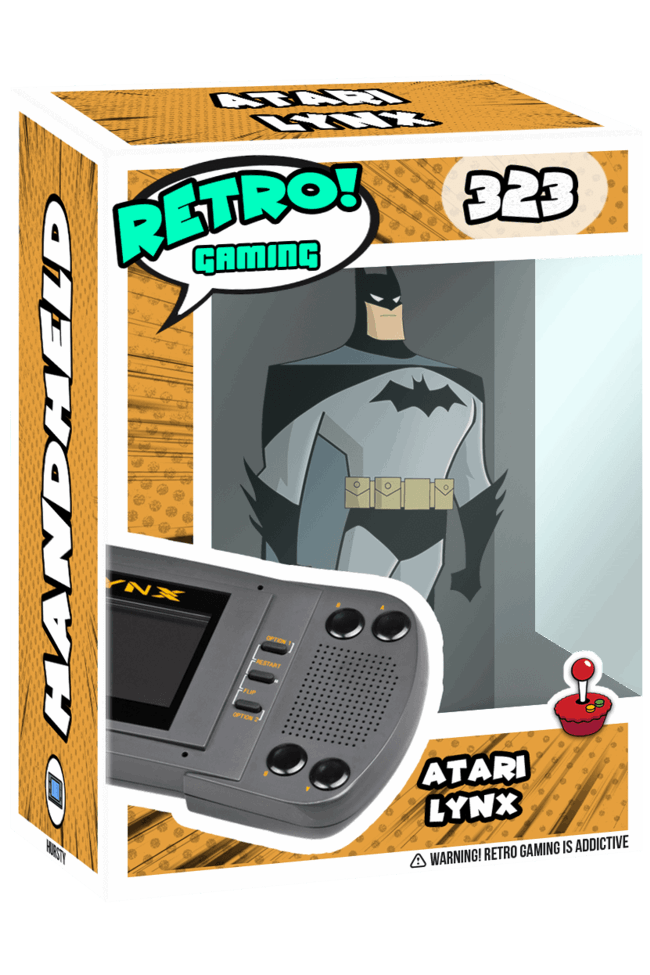 ATARI
LYNX
RETRO!
GAMING
323
HANDHELD
LYNX
B
A
OPTION 1
RESTART
FLIP
OPTION 2
B
ATARI
LYNX
WARNING! RETRO GAMING IS ADDICTIVE
HURSTY